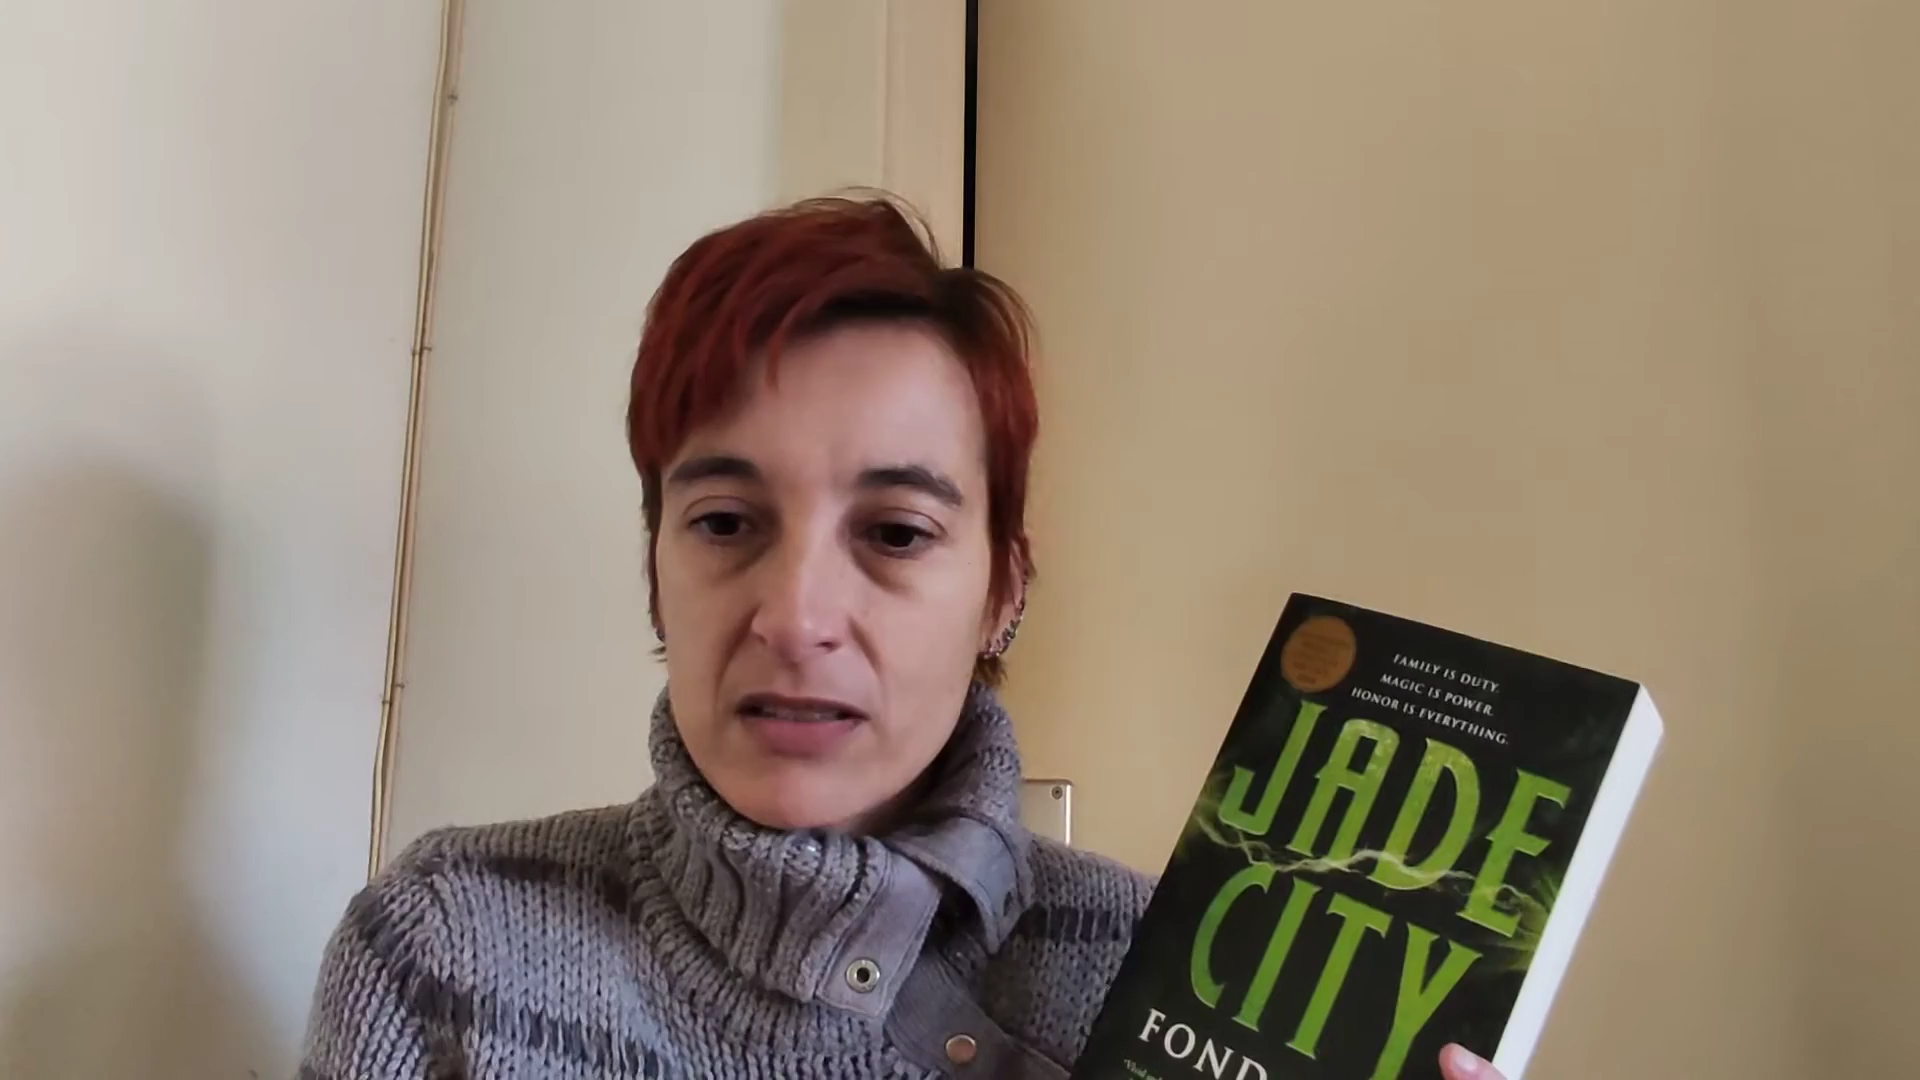 FAMILY IS DUTY.
MAGIC IS POWER.
HONOR IS EVERYTHING.
JADE
CITY
FOND